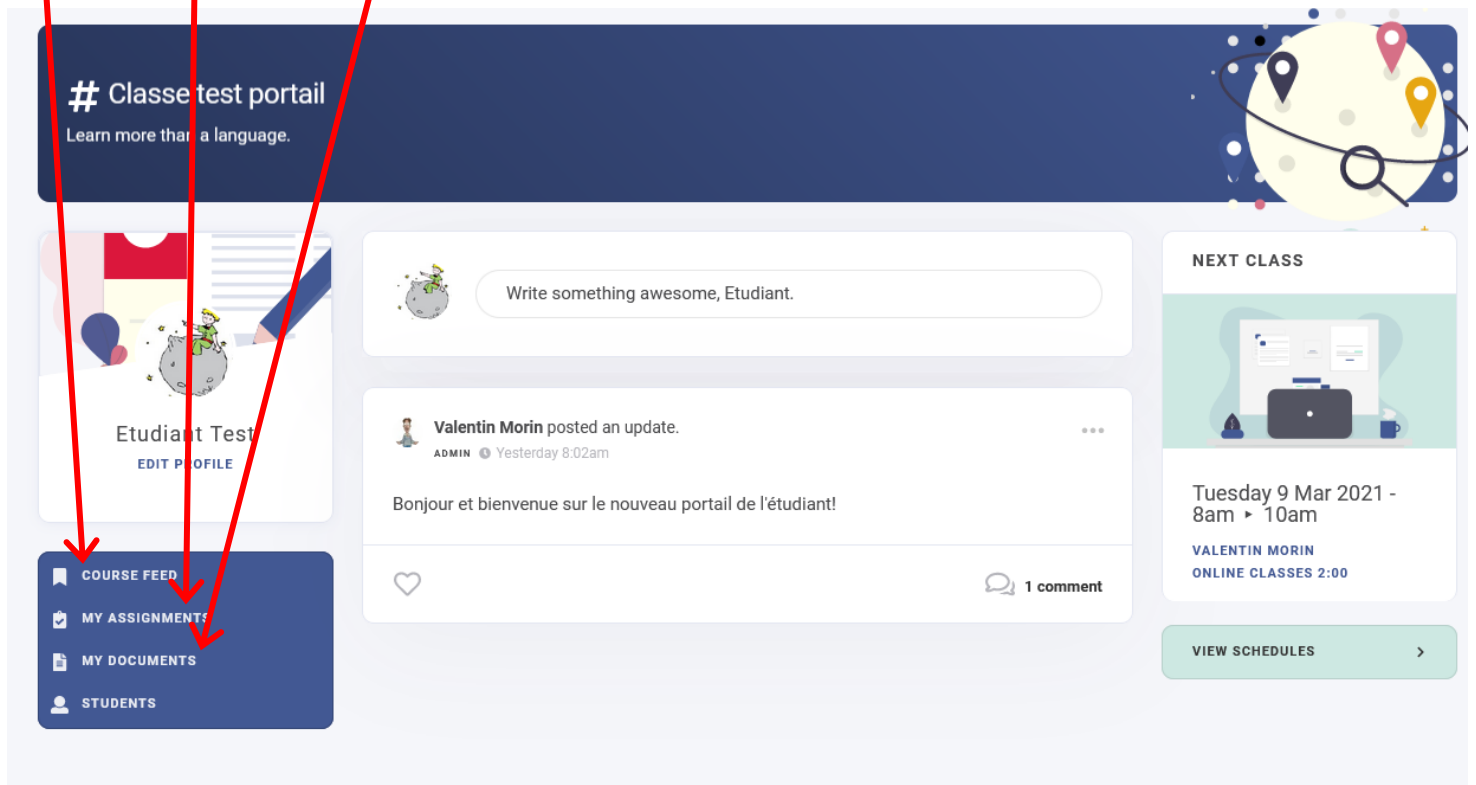 # Classe test portail
Learn more than a language.
Etudiant Test
EDIT PROFILE
COURSE FEED
MY ASSIGNMENTS
MY DOCUMENTS
STUDENTS
Write something awesome, Etudiant.
Valentin Morin posted an update.
ADMIN Yesterday 8:02am
Bonjour et bienvenue sur le nouveau portail de l'étudiant!
1 comment
NEXT CLASS
Tuesday 9 Mar 2021 -
8am ▸ 10am
VALENTIN MORIN
ONLINE CLASSES 2:00
VIEW SCHEDULES